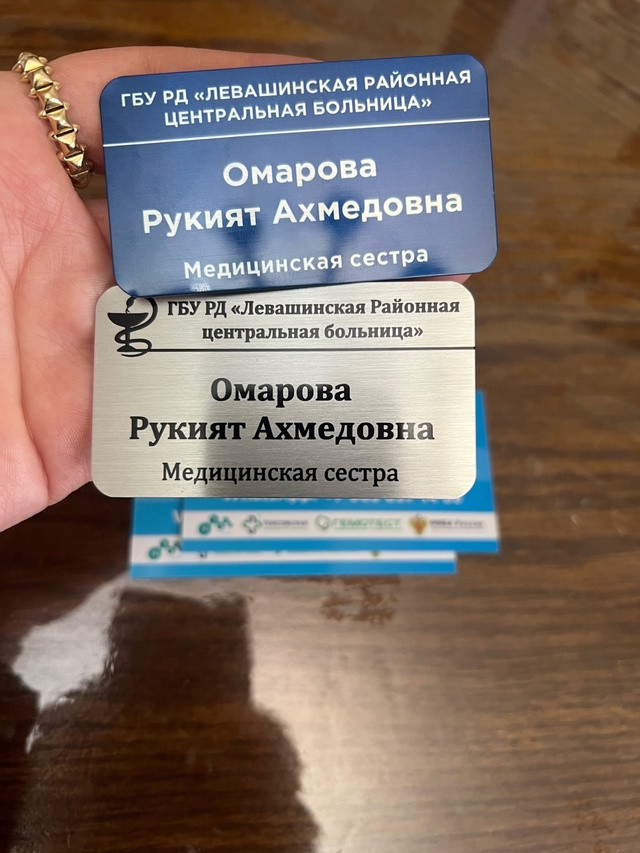 ГБУ РД «ЛЕВАШИНСКАЯ РАЙОННАЯ
ЦЕНТРАЛЬНАЯ БОЛЬНИЦА»
Омарова
Рукият Ахмедовна
Медицинская сестра
ГБУ РД «Левашинская Районная
центральная больница»
Омарова
Рукият Ахмедовна
Медицинская сестра
ГЕМОТЕСТ